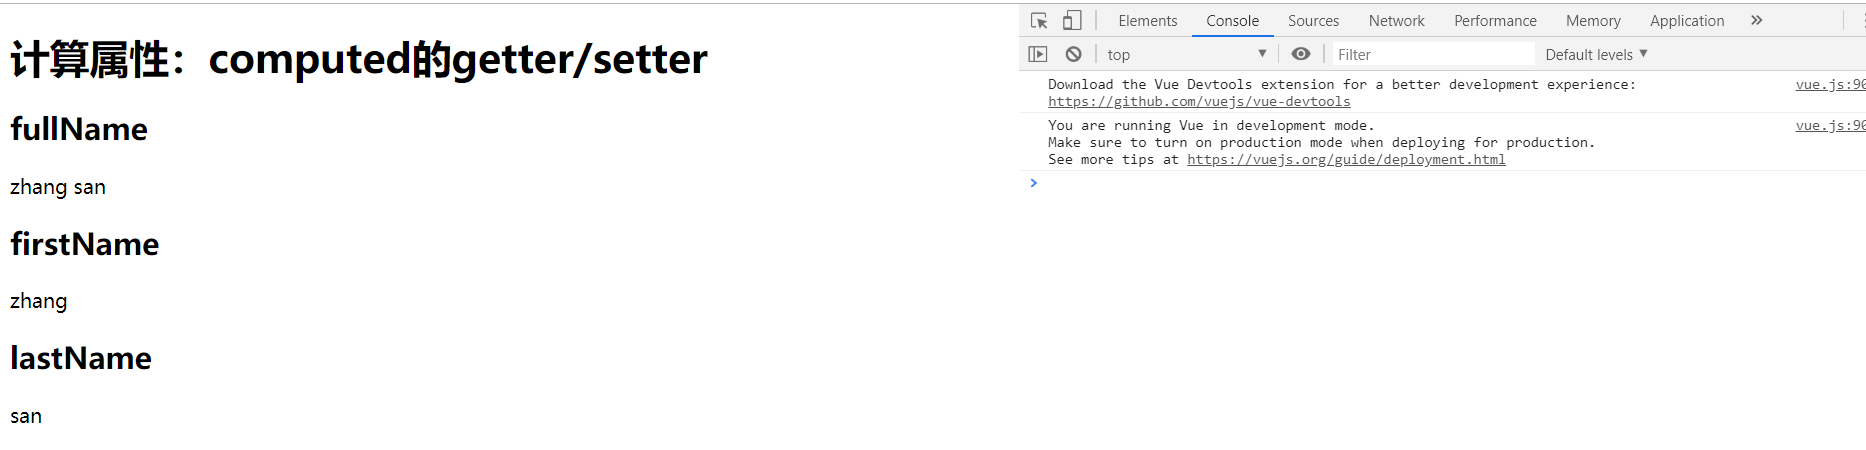 计算属性：computed的getter/setter
fullName
zhang san
firstName
zhang
lastName
san
Elements Console Sources Network Performance Memory Application »
top Filter Default levels
Download the Vue Devtools extension for a better development experience: vue.js:90
https://github.com/vuejs/vue-devtools
You are running Vue in development mode. vue.js:90
Make sure to turn on production mode when deploying for production.
See more tips at https://vuejs.org/guide/deployment.html